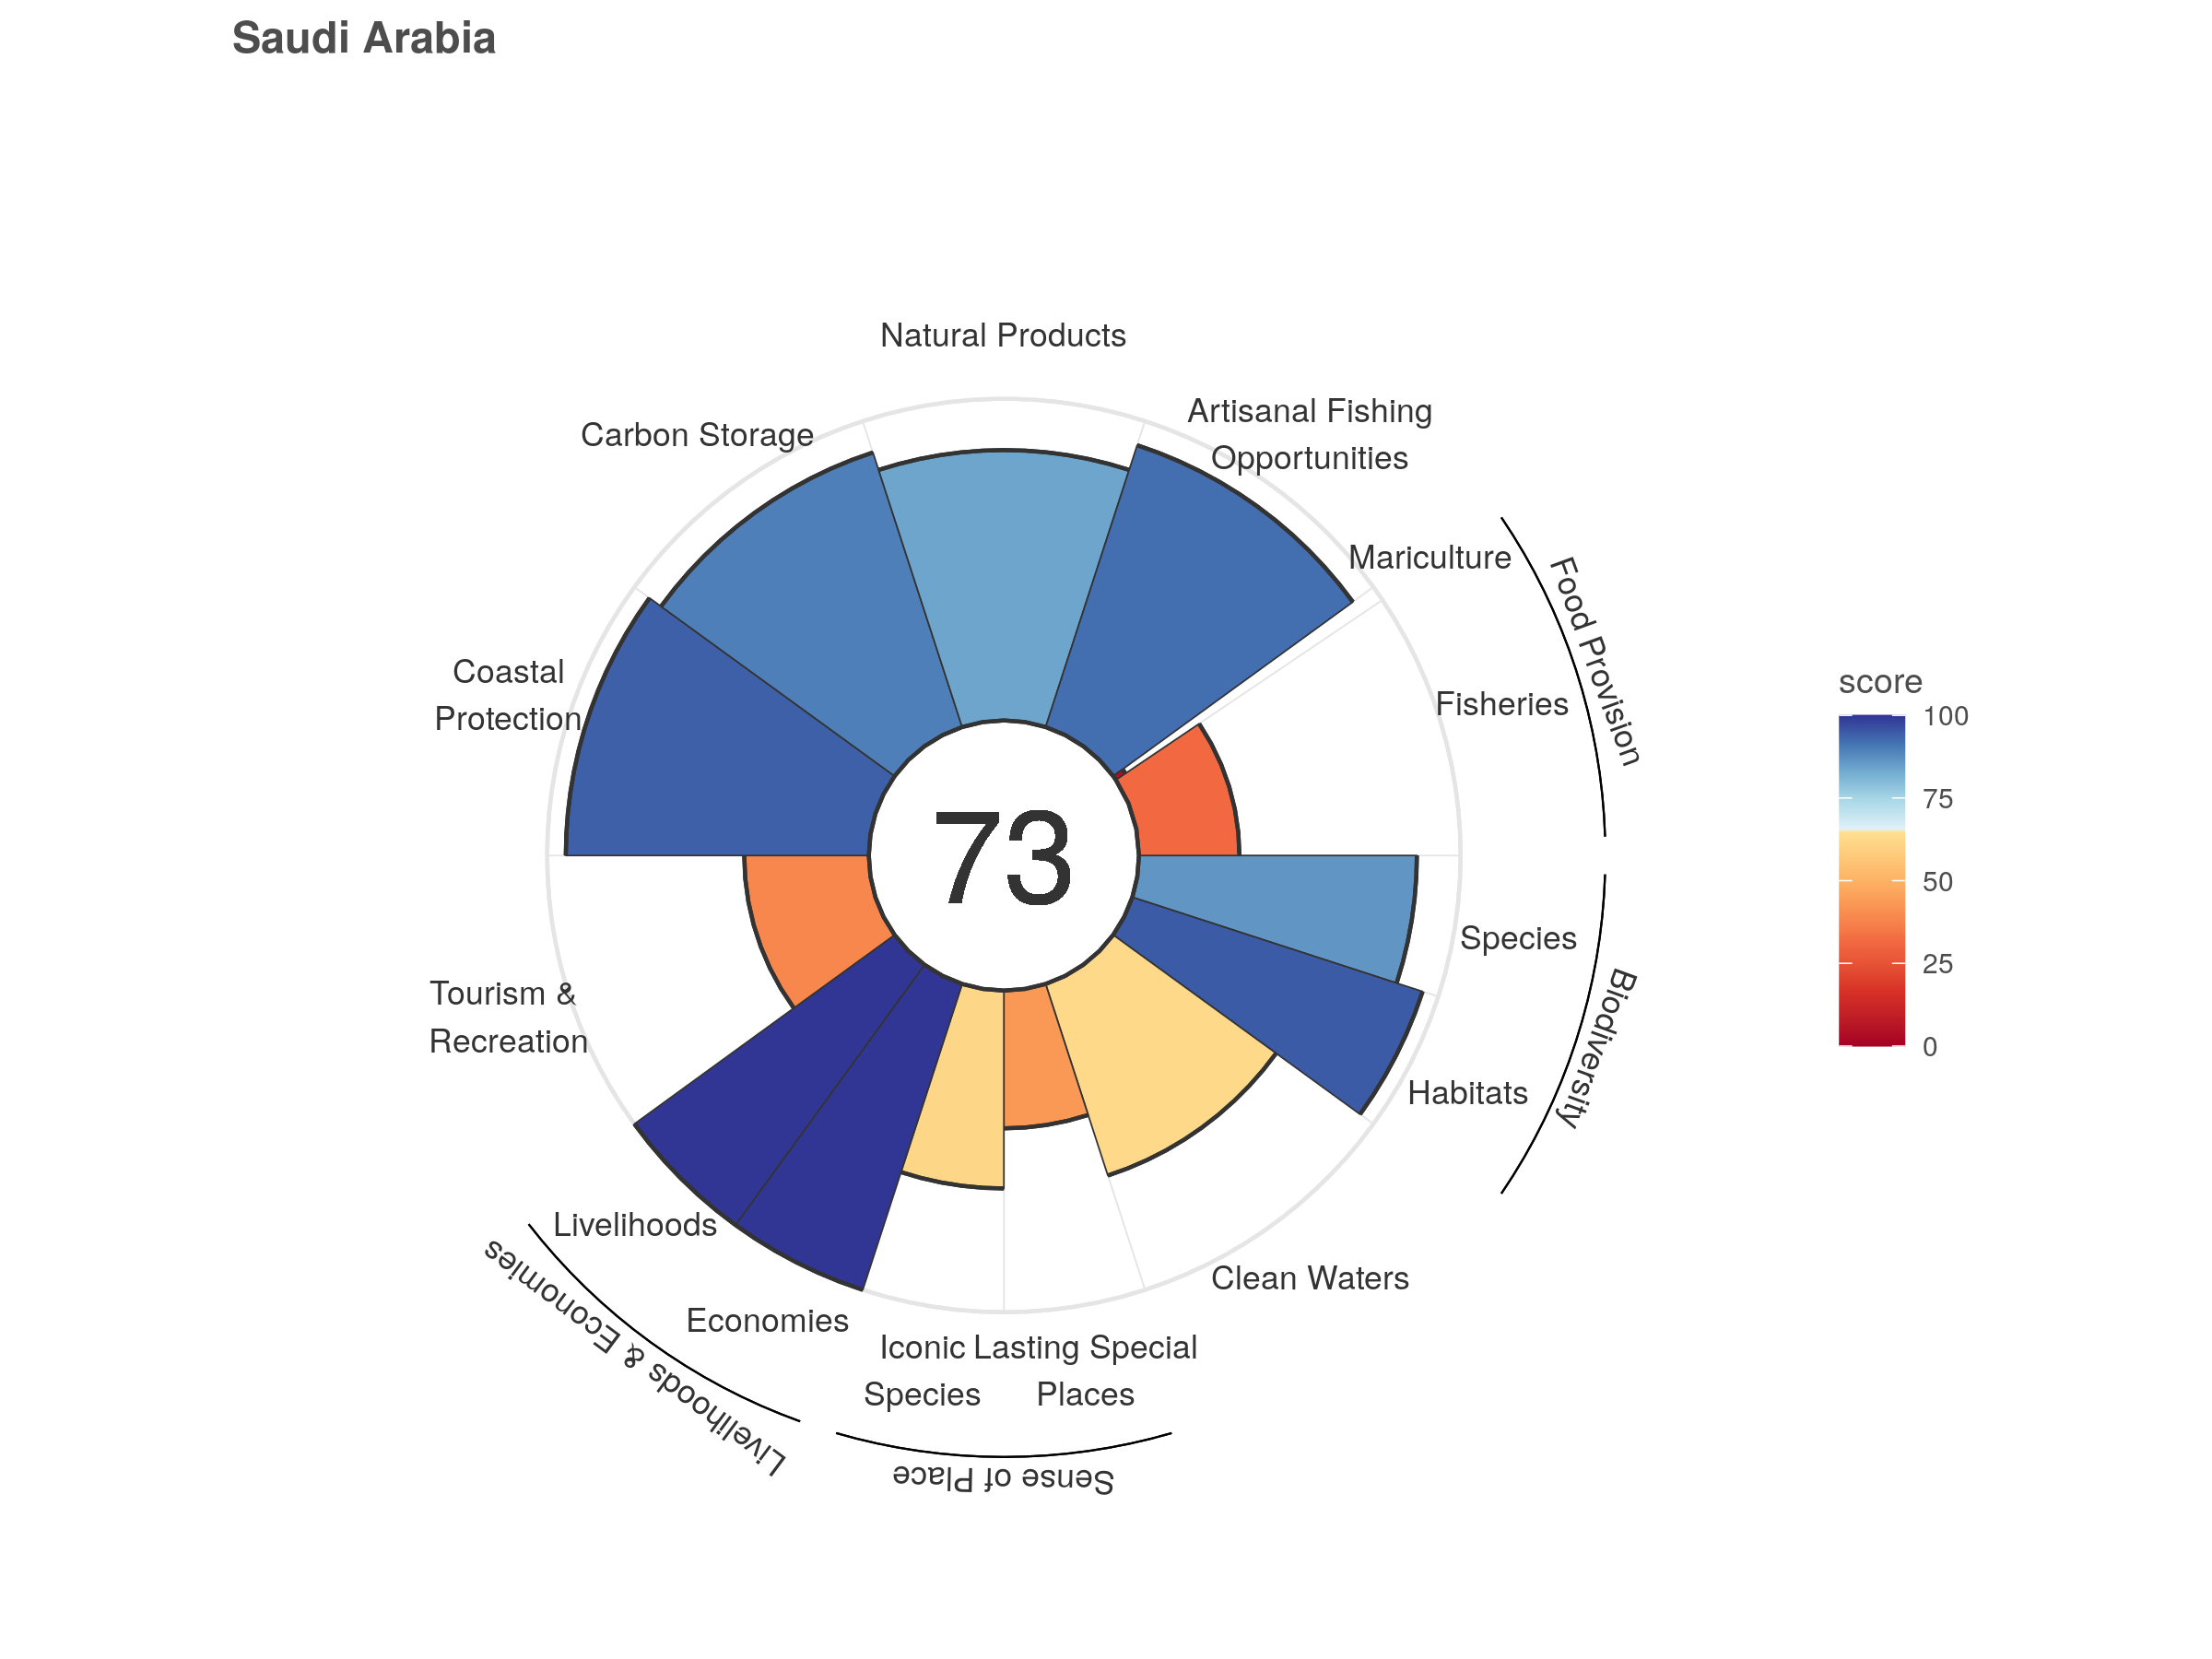 Saudi Arabia
Natural Products
Artisanal Fishing
Opportunities
Carbon Storage
Mariculture
Food Provision
Fisheries
Coastal
Protection
score
100
75
50
25
0
73
Species
Biodiversity
Habitats
Tourism &
Recreation
Livelihoods
Livelihoods & Economies
Economies
Clean Waters
Iconic
Species
Lasting Special
Places
Sense of Place